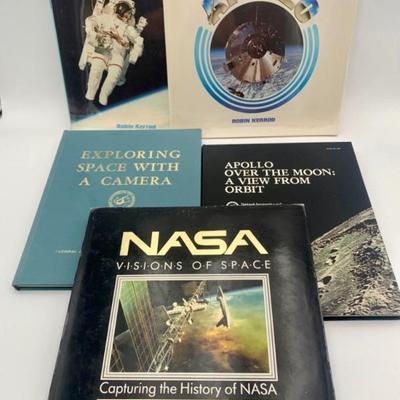 Robin Kerrod
ROBIN KERROD
EXPLORING
SPACE WITH
A CAMERA
APOLLO
OVER THE MOON:
A VIEW FROM
ORBIT
NASA
VISIONS OF SPACE
Capturing the History of NASA